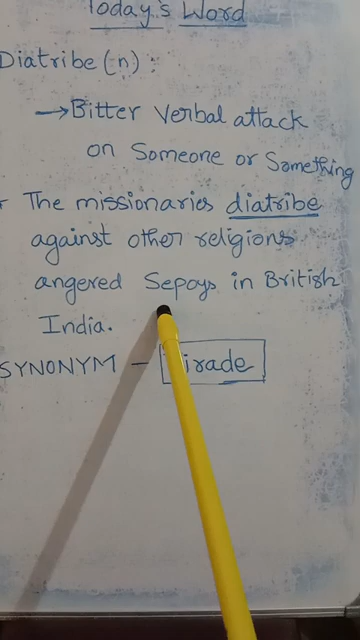 Today's Word
Diatribe (n) :
→ Bitter Verbal attack
on Someone or Something
The missionaries diatribe
against other religions
angered Sepoys in British
India.
SYNONYM - Tirade